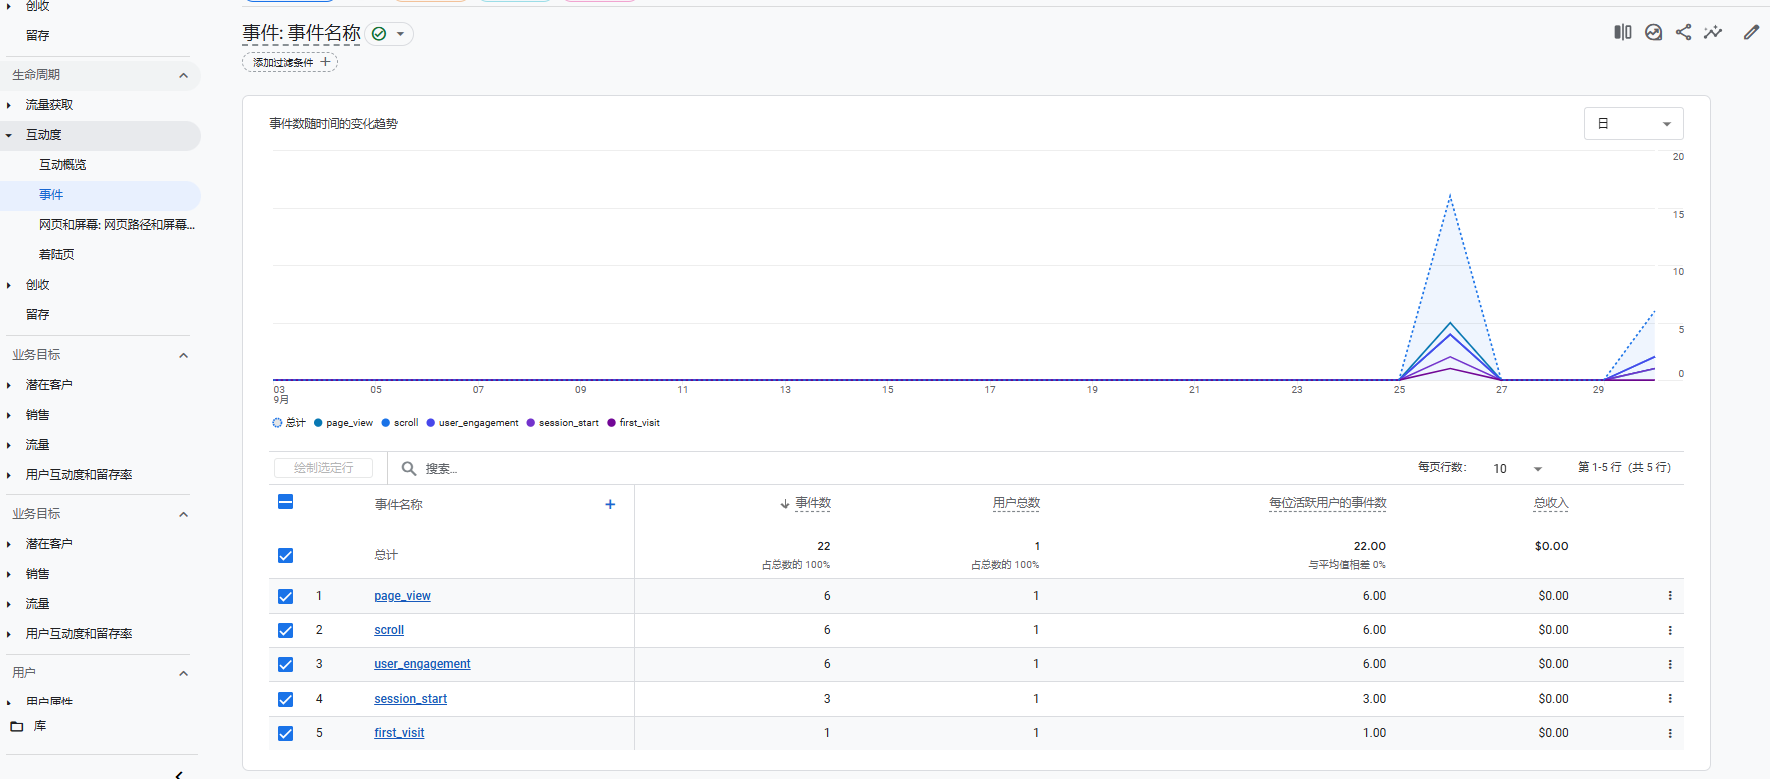 创收
留存
生命周期
流量获取
互动度
互动概览
事件
网页和屏幕: 网页路径和屏幕...
着陆页
创收
留存
业务目标
潜在客户
销售
流量
用户互动度和留存率
业务目标
潜在客户
销售
流量
用户互动度和留存率
用户
用户属性
库
事件: 事件名称
添加过滤条件
事件数随时间的变化趋势
日
20
15
10
5
0
03 05 07 09 11 13 15 17 19 21 23 25 27 29
9月
总计 page_view scroll user_engagement session_start first_visit
绘制选定行 搜索... 每页行数: 10 第 1-5 行 (共 5 行)
事件名称 事件数 用户总数 每位活跃用户的事件数 总收入
总计 22 1 22.00 $0.00
占总数的 100% 占总数的 100% 与平均值相差 0%
1 page_view 6 1 6.00 $0.00
2 scroll 6 1 6.00 $0.00
3 user_engagement 6 1 6.00 $0.00
4 session_start 3 1 3.00 $0.00
5 first_visit 1 1 1.00 $0.00